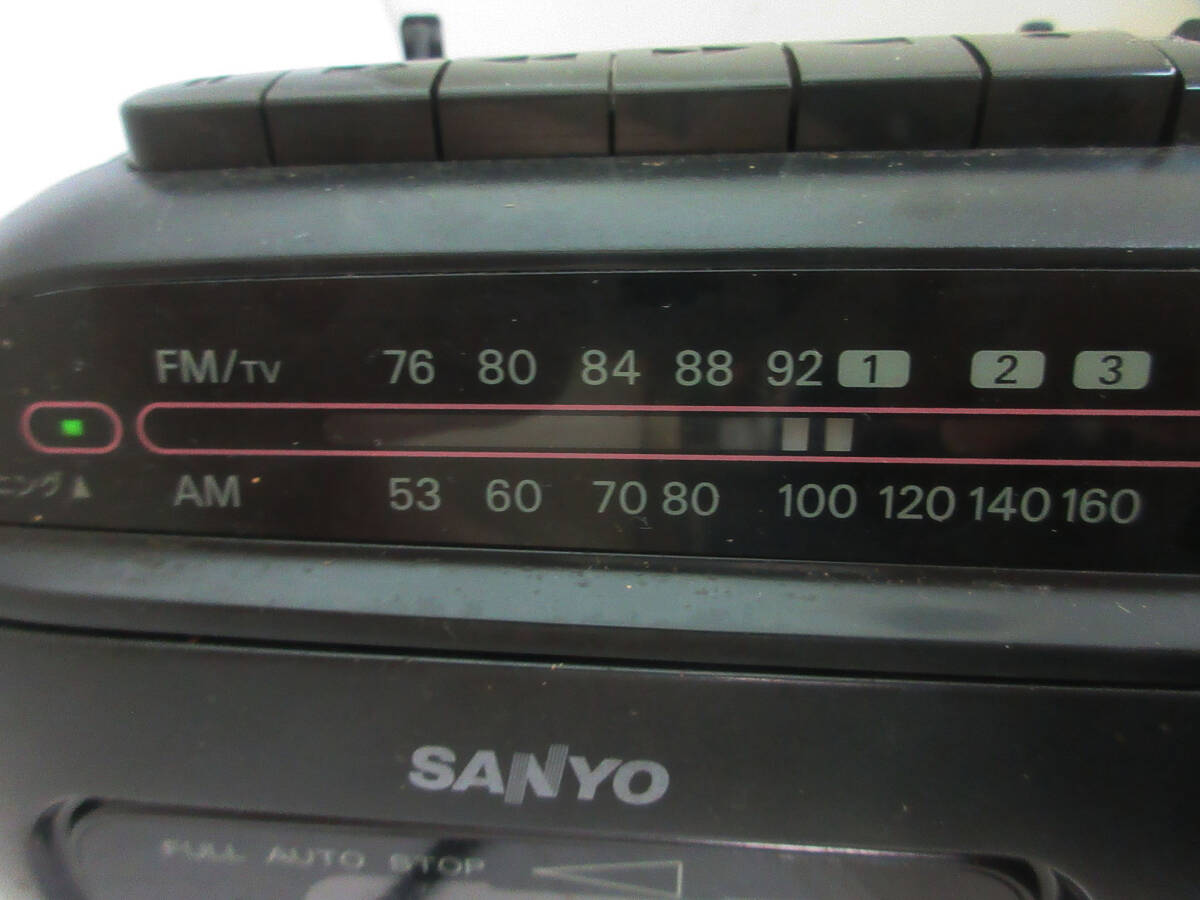 FM/TV 76 80 84 88 92 1 2 3
ニング▲
AM 53 60 70 80 100 120 140 160
SANYO
FULL AUTO STOP